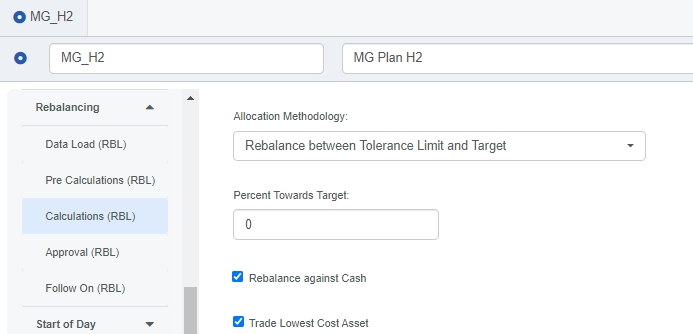 MG_H2
MG_H2
MG Plan H2
Rebalancing
Data Load (RBL)
Pre Calculations (RBL)
Calculations (RBL)
Approval (RBL)
Follow On (RBL)
Start of Day
Allocation Methodology:
Rebalance between Tolerance Limit and Target
Percent Towards Target:
0
Rebalance against Cash
Trade Lowest Cost Asset